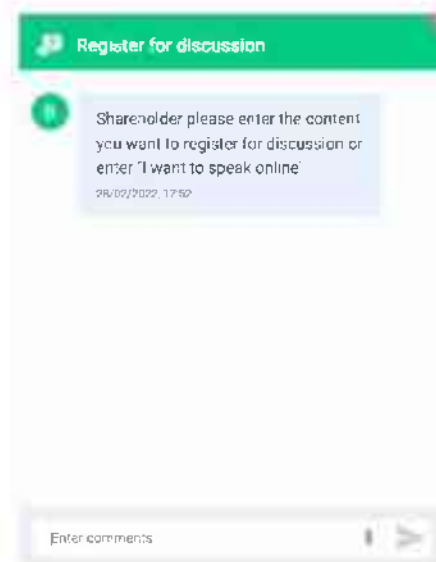 Register for discussion
Shareholder please enter the content
you want to register for discussion or
enter "I want to speak online"
28/02/2022, 17:52
Enter comments